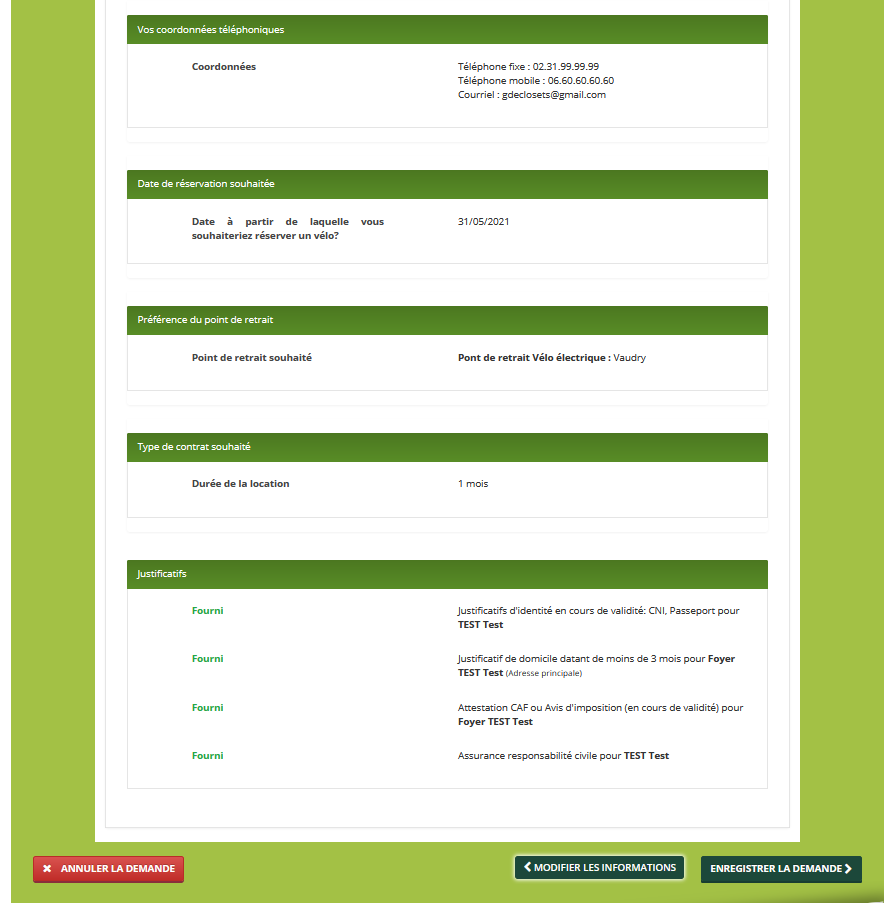 Vos coordonnées téléphoniques
Coordonnées
Téléphone fixe : 02.31.99.99.99
Téléphone mobile : 06.60.60.60.60
Courriel : gdeclosets@gmail.com
Date de réservation souhaitée
Date à partir de laquelle vous
souhaiteriez réserver un vélo?
31/05/2021
Préférence du point de retrait
Point de retrait souhaité
Pont de retrait Vélo électrique : Vaudry
Type de contrat souhaité
Durée de la location
1 mois
Justificatifs
Fourni
Justificatifs d'identité en cours de validité: CNI, Passeport pour
TEST Test
Fourni
Justificatif de domicile datant de moins de 3 mois pour Foyer
TEST Test (Adresse principale)
Fourni
Attestation CAF ou Avis d'imposition (en cours de validité) pour
Foyer TEST Test
Fourni
Assurance responsabilité civile pour TEST Test
ANNULER LA DEMANDE
MODIFIER LES INFORMATIONS
ENREGISTRER LA DEMANDE